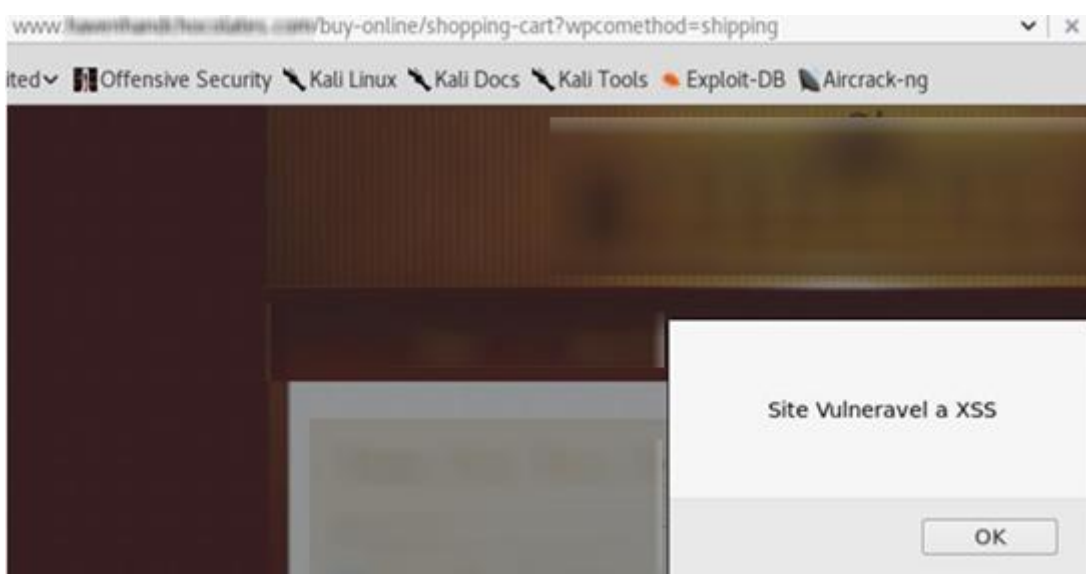 www. /buy-online/shopping-cart?wpcomethod=shipping
ited Offensive Security Kali Linux Kali Docs Kali Tools Exploit-DB Aircrack-ng
Site Vulneravel a XSS
OK